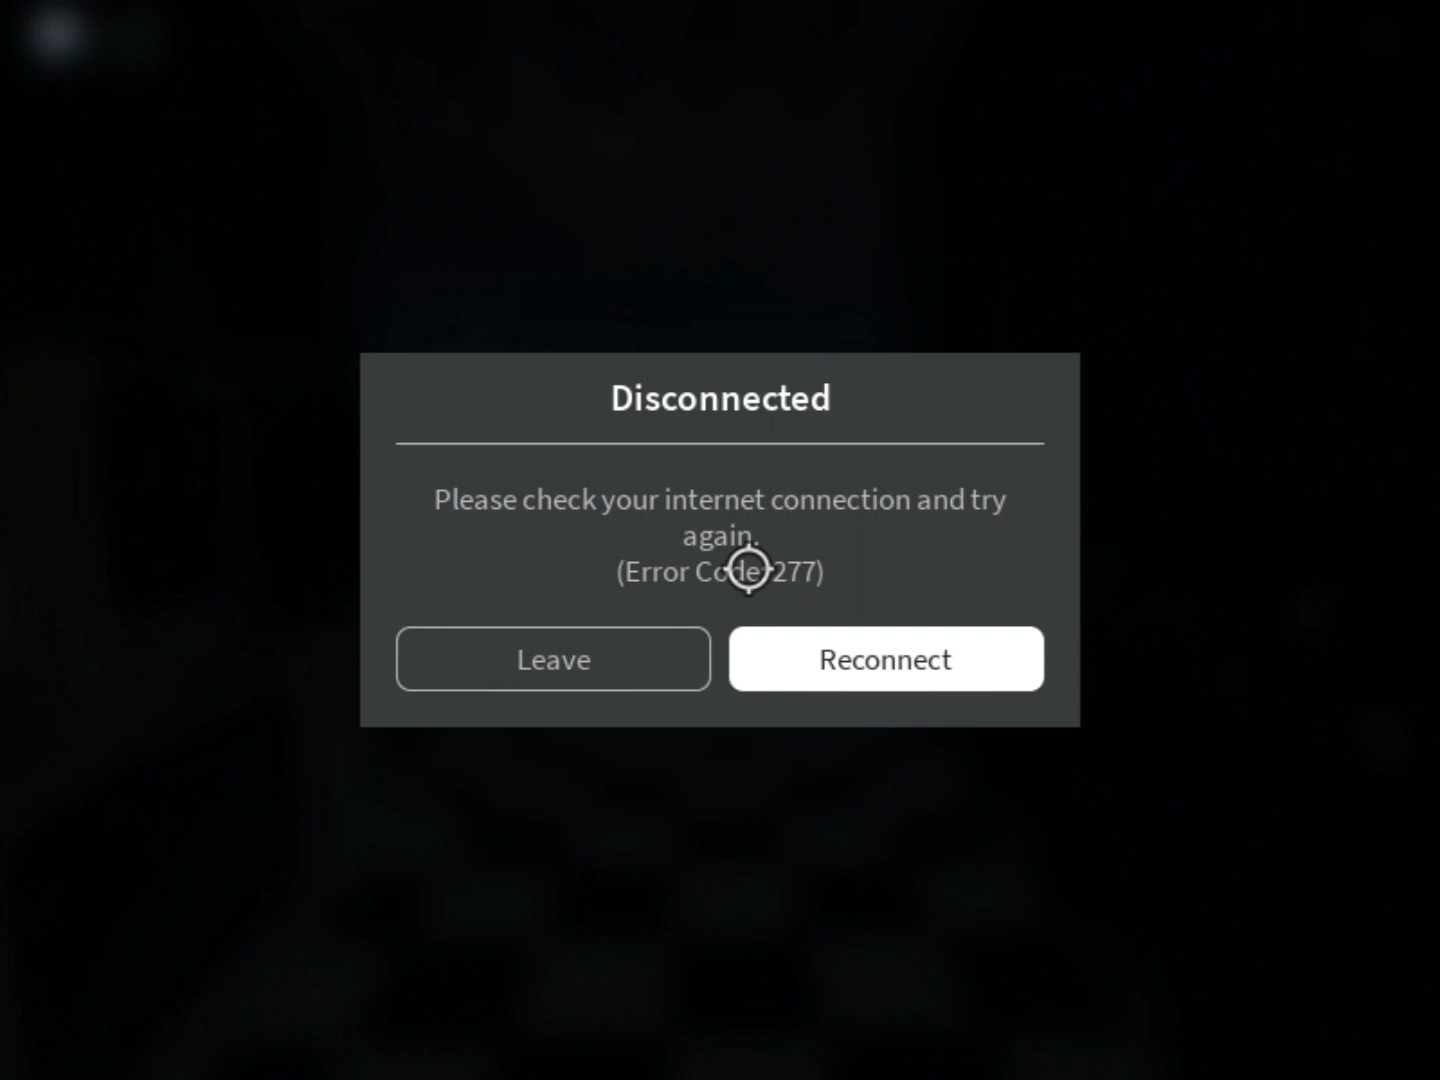 Disconnected
Please check your internet connection and try
again.
(Error Code: 277)
Leave
Reconnect